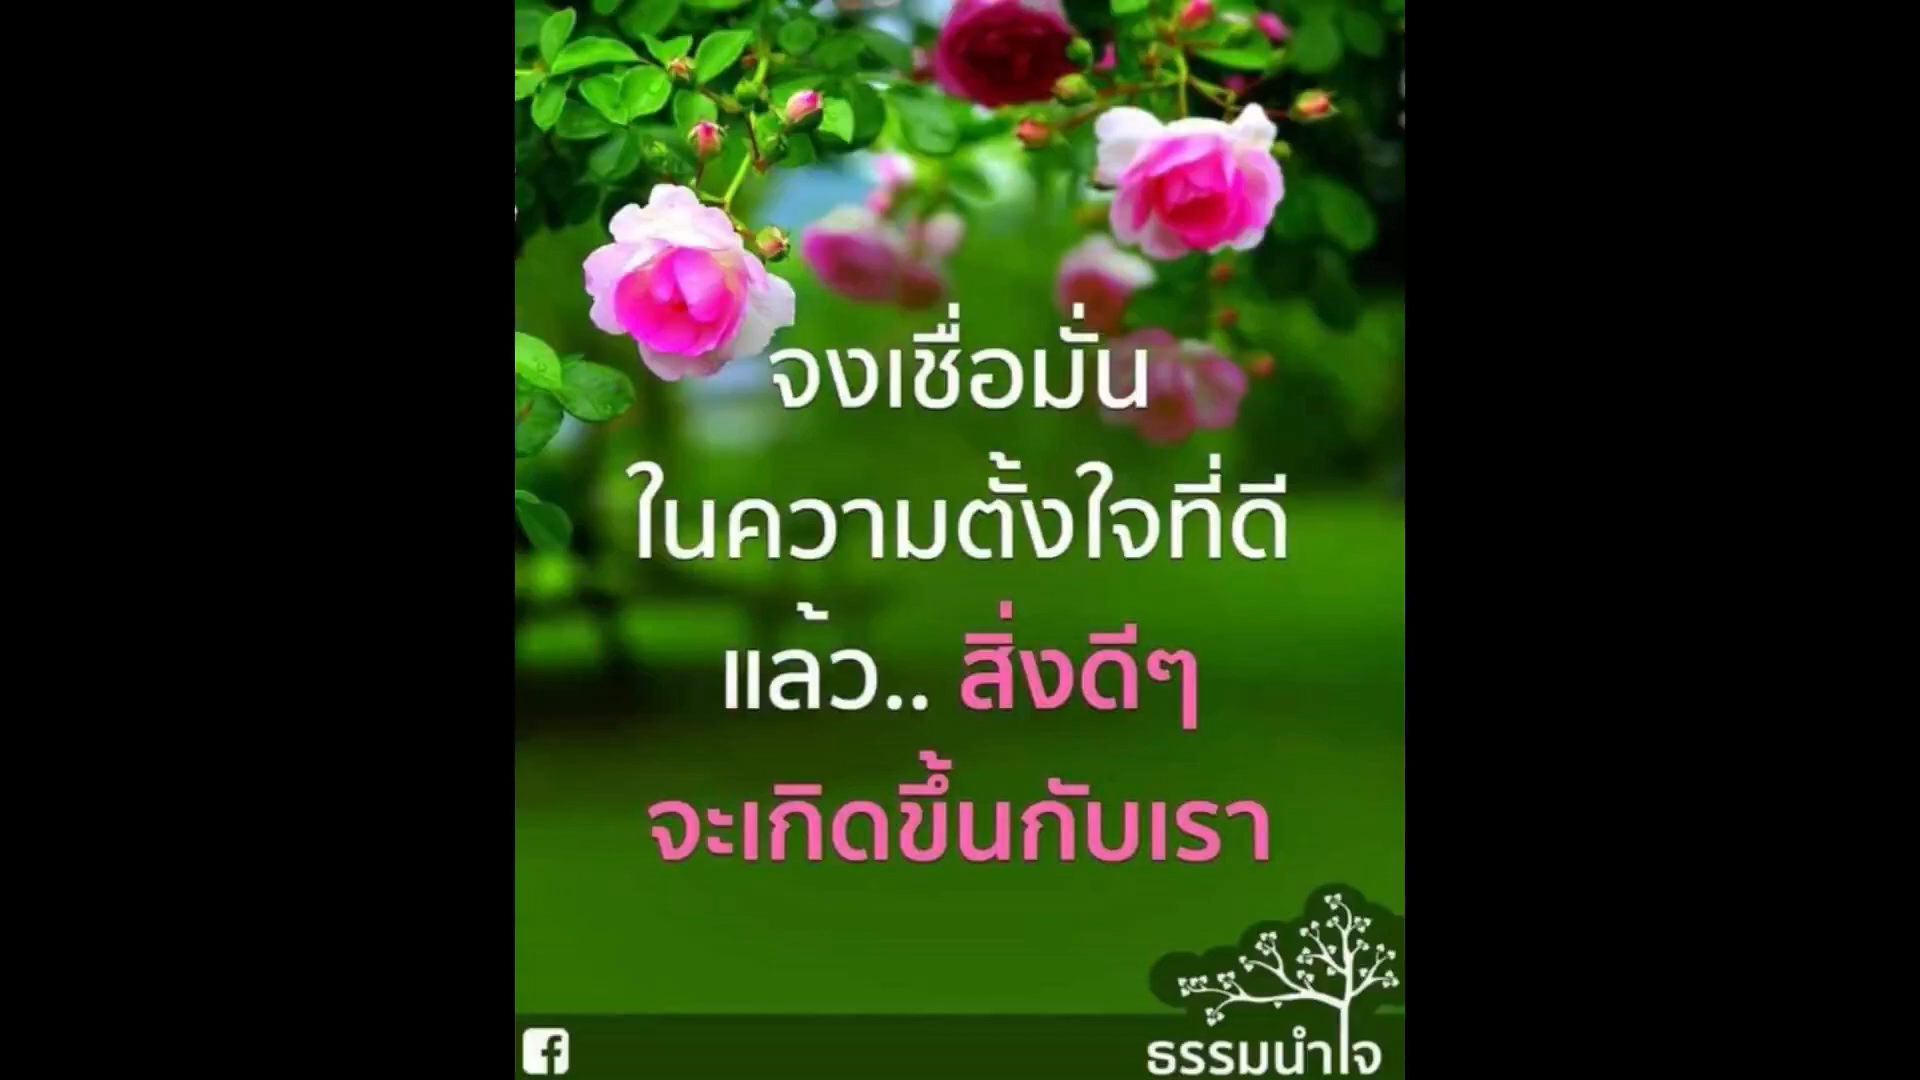 จงเชื่อมั่น
ในความตั้งใจที่ดี
แล้ว.. สิ่งดีๆ
จะเกิดขึ้นกับเรา
ธรรมนำใจ